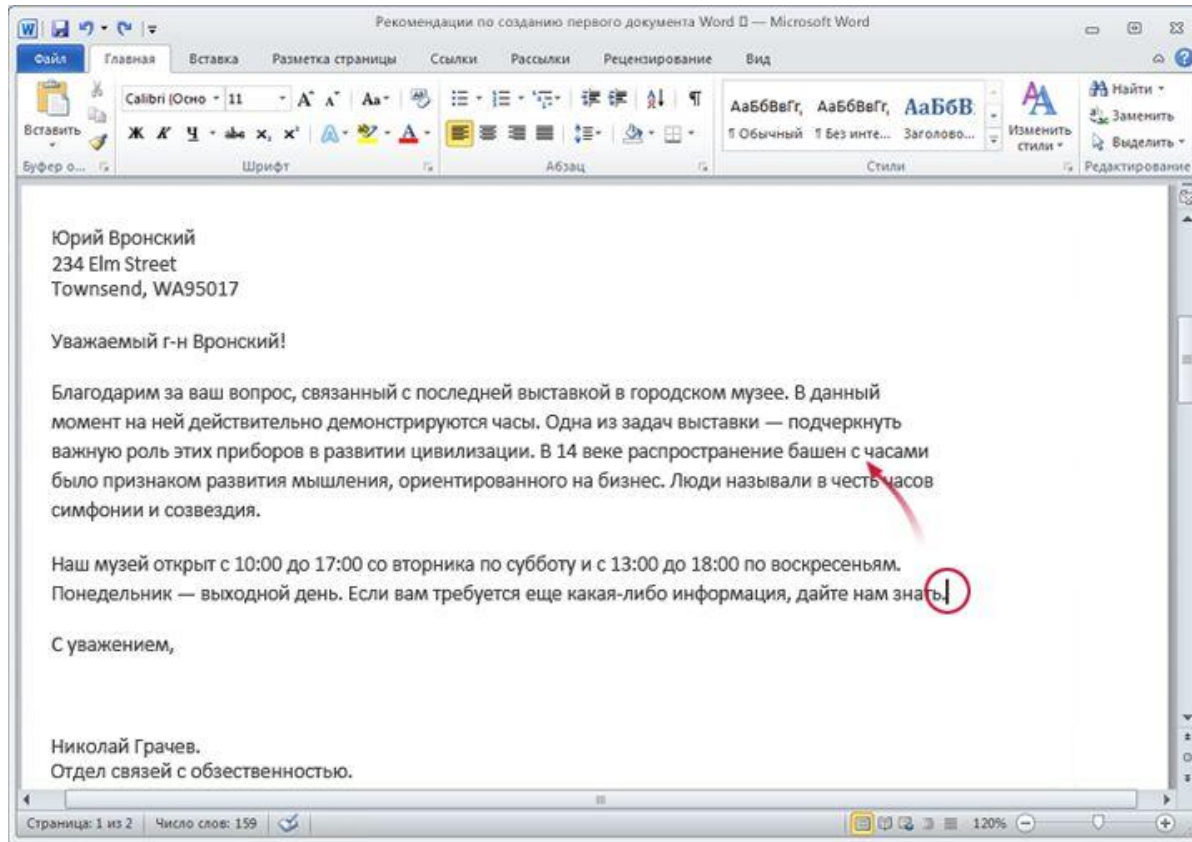 Рекомендации по созданию первого документа Word — Microsoft Word
Файл Главная Вставка Разметка страницы Ссылки Рассылки Рецензирование Вид
Calibri (Осно 11 Аа АаБбВвГг, АаБбВвГг, АаБбВ Найти
Вставить Ж К Ч abc x, x² А ¶ Обычный ¶ Без инте... Заголово... Изменить стили Заменить
Выделить
Буфер о... Шрифт Абзац Стили Редактирование
Юрий Вронский
234 Elm Street
Townsend, WA95017
Уважаемый г-н Вронский!
Благодарим за ваш вопрос, связанный с последней выставкой в городском музее. В данный
момент на ней действительно демонстрируются часы. Одна из задач выставки — подчеркнуть
важную роль этих приборов в развитии цивилизации. В 14 веке распространение башен с часами
было признаком развития мышления, ориентированного на бизнес. Люди называли в честь часов
симфонии и созвездия.
Наш музей открыт с 10:00 до 17:00 со вторника по субботу и с 13:00 до 18:00 по воскресеньям.
Понедельник — выходной день. Если вам требуется еще какая-либо информация, дайте нам знать.
С уважением,
Николай Грачев.
Отдел связей с обзественностью.
Страница: 1 из 2 Число слов: 159 120%